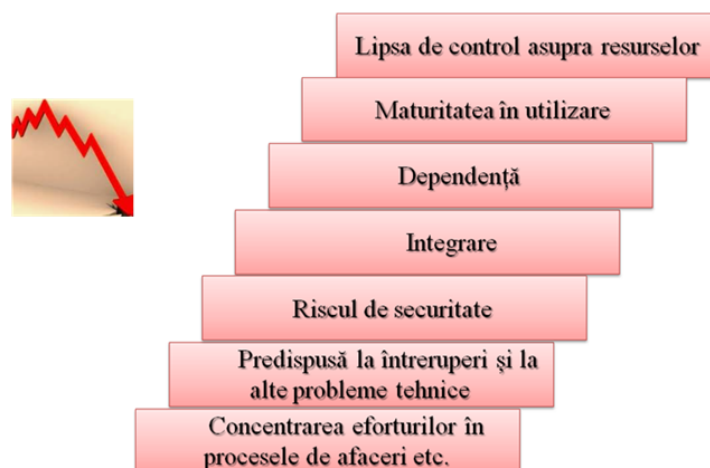 Lipsa de control asupra resurselor
Maturitatea în utilizare
Dependență
Integrare
Riscul de securitate
Predispusă la întreruperi și la
alte probleme tehnice
Concentrarea eforturilor în
procesele de afaceri etc.